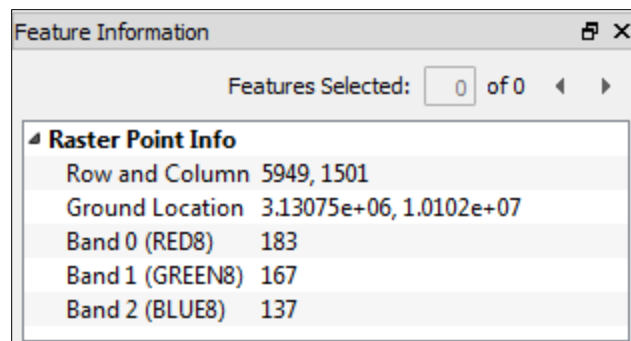 Feature Information
Features Selected: 0 of 0
Raster Point Info
Row and Column 5949, 1501
Ground Location 3.13075e+06, 1.0102e+07
Band 0 (RED8) 183
Band 1 (GREEN8) 167
Band 2 (BLUE8) 137